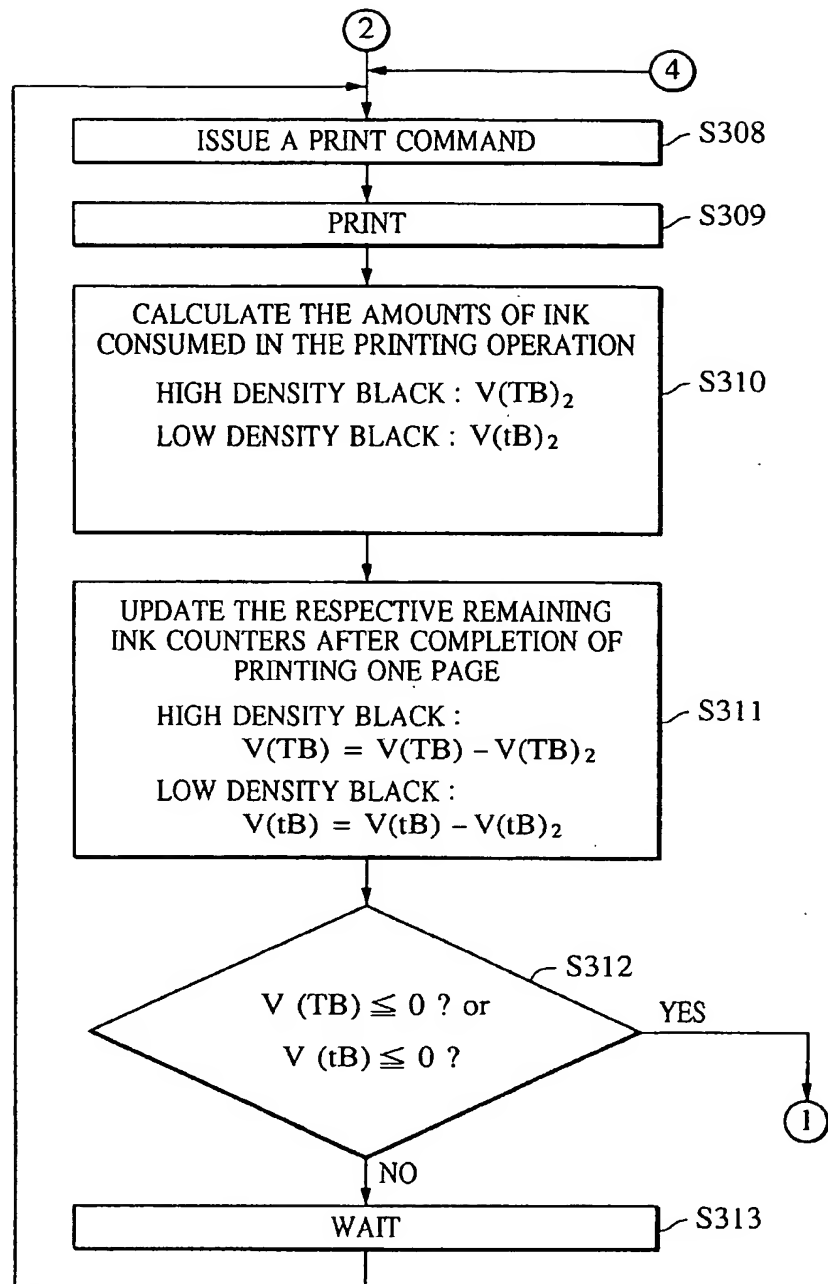 2
4
ISSUE A PRINT COMMAND
S308
PRINT
S309
CALCULATE THE AMOUNTS OF INK
CONSUMED IN THE PRINTING OPERATION
HIGH DENSITY BLACK : V(TB)₂
LOW DENSITY BLACK : V(tB)₂
S310
UPDATE THE RESPECTIVE REMAINING
INK COUNTERS AFTER COMPLETION OF
PRINTING ONE PAGE
HIGH DENSITY BLACK :
V(TB) = V(TB) – V(TB)₂
LOW DENSITY BLACK :
V(tB) = V(tB) – V(tB)₂
S311
S312
V (TB) ≦ 0 ? or
V (tB) ≦ 0 ?
YES
1
NO
WAIT
S313